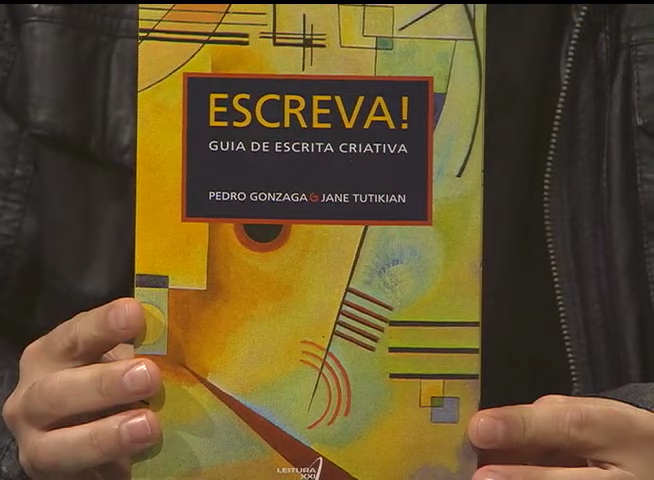 ESCREVA!
GUIA DE ESCRITA CRIATIVA
PEDRO GONZAGA & JANE TUTIKIAN
LEITURA
XXI